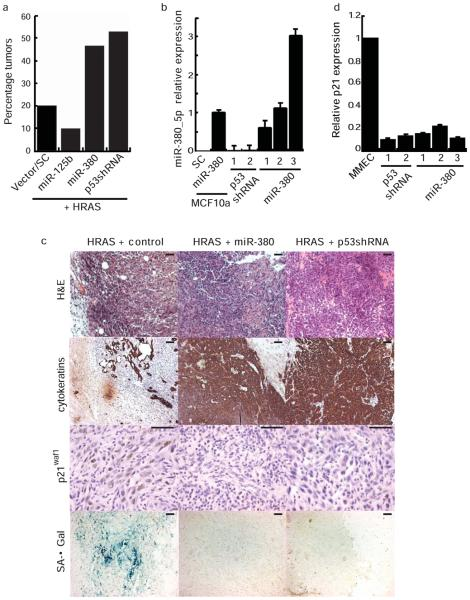 a
Percentage tumors
60
50
40
30
20
10
0
Vector/SC
miR-125b
miR-380
p53shRNA
+ HRAS
b
miR-380_5p relative expression
3.5
3
2.5
2
1.5
1
.5
0
SC
miR-380
MCF10a
1 2
p53
shRNA
1 2 3
miR-380
d
Relative p21 expression
1.2
1
0.8
0.6
0.4
0.2
0
MMEC
1 2
p53
shRNA
1 2 3
miR-380
c
HRAS + control
HRAS + miR-380
HRAS + p53shRNA
H&E
cytokeratins
p21waf1
SA-• Gal